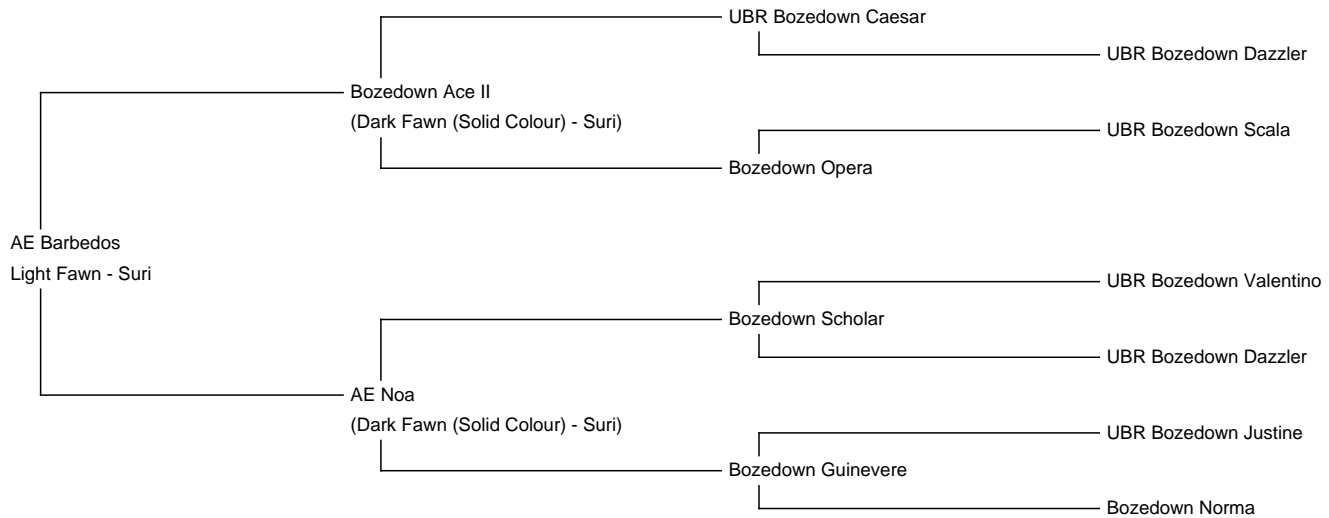 UBR Bozedown Caesar
UBR Bozedown Dazzler
Bozedown Ace II
(Dark Fawn (Solid Colour) - Suri)
UBR Bozedown Scala
Bozedown Opera
AE Barbedos
Light Fawn - Suri
UBR Bozedown Valentino
Bozedown Scholar
UBR Bozedown Dazzler
AE Noa
(Dark Fawn (Solid Colour) - Suri)
UBR Bozedown Justine
Bozedown Guinevere
Bozedown Norma